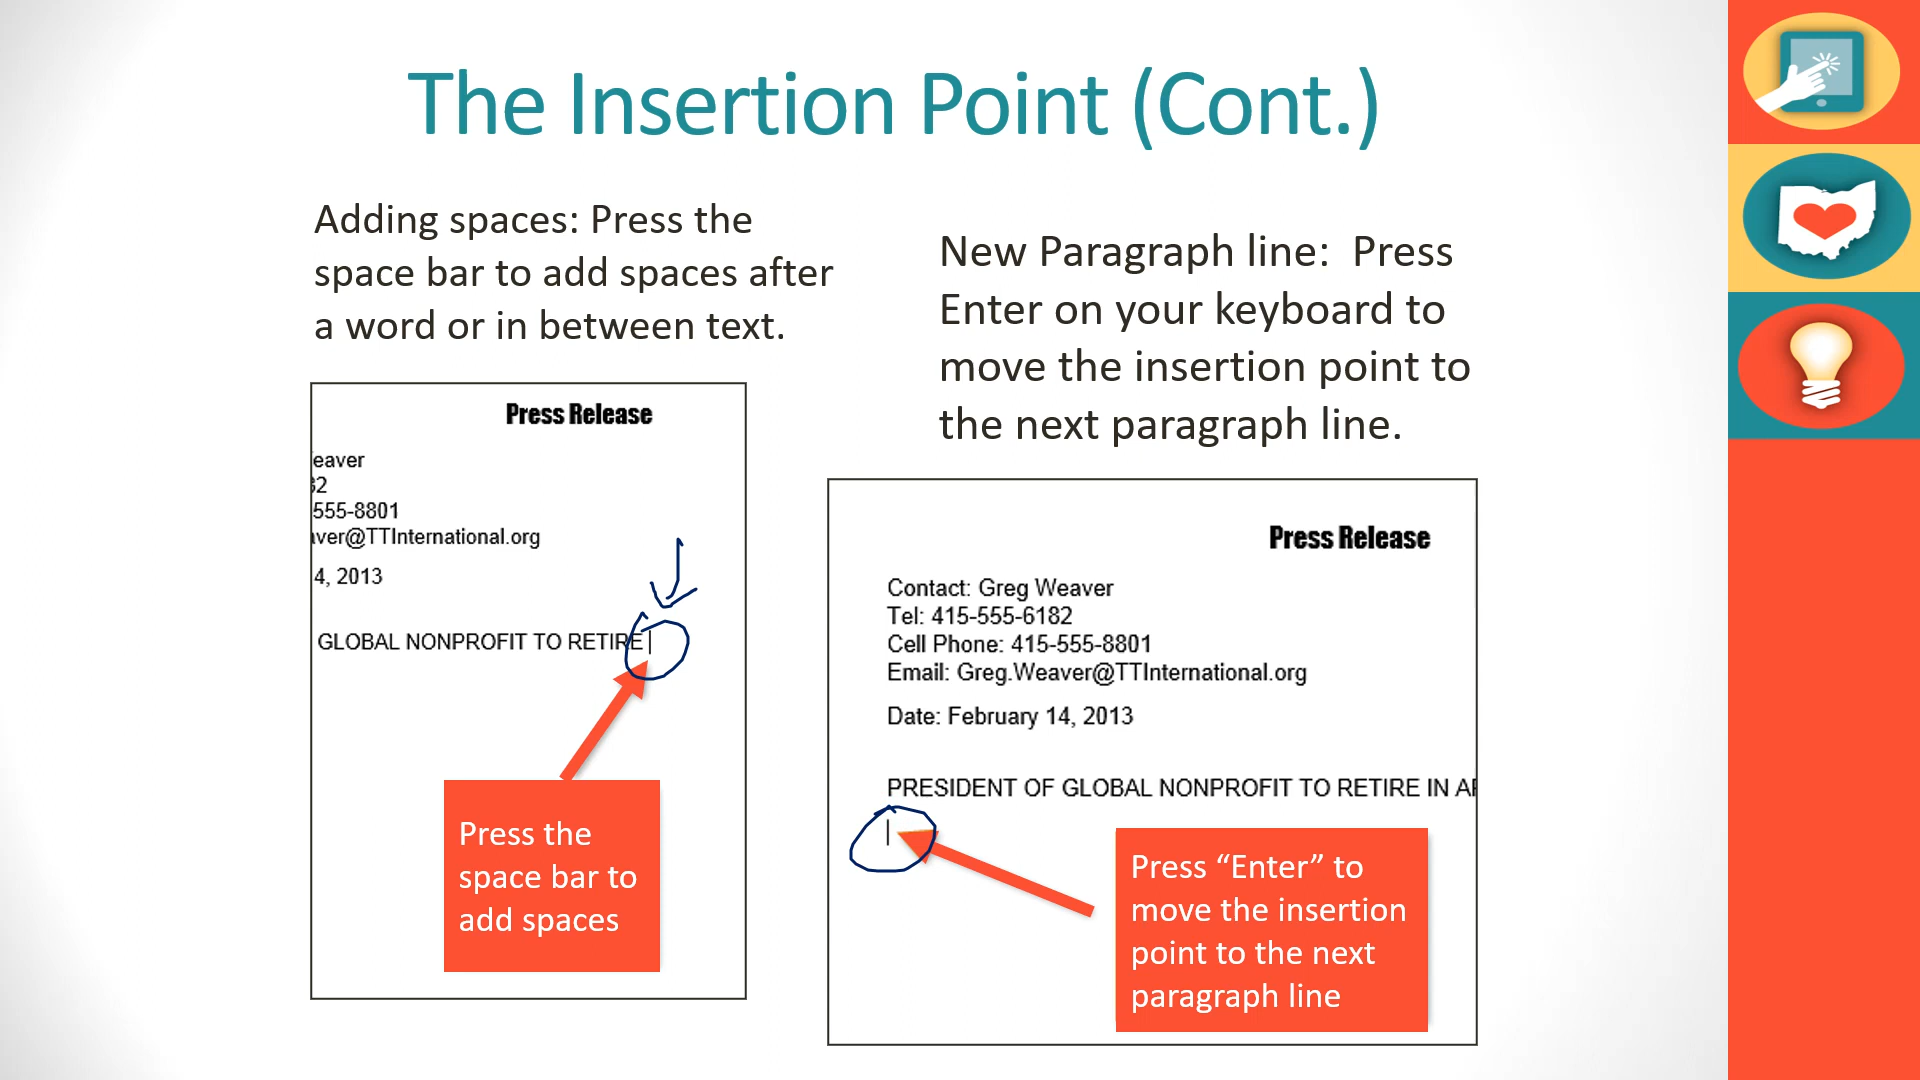 The Insertion Point (Cont.)
Adding spaces: Press the
space bar to add spaces after
a word or in between text.
Press Release
eaver
32
555-8801
aver@TTInternational.org
4, 2013
GLOBAL NONPROFIT TO RETIRE
Press the
space bar to
add spaces
New Paragraph line: Press
Enter on your keyboard to
move the insertion point to
the next paragraph line.
Press Release
Contact: Greg Weaver
Tel: 415-555-6182
Cell Phone: 415-555-8801
Email: Greg.Weaver@TTInternational.org
Date: February 14, 2013
PRESIDENT OF GLOBAL NONPROFIT TO RETIRE IN AP
Press “Enter” to
move the insertion
point to the next
paragraph line